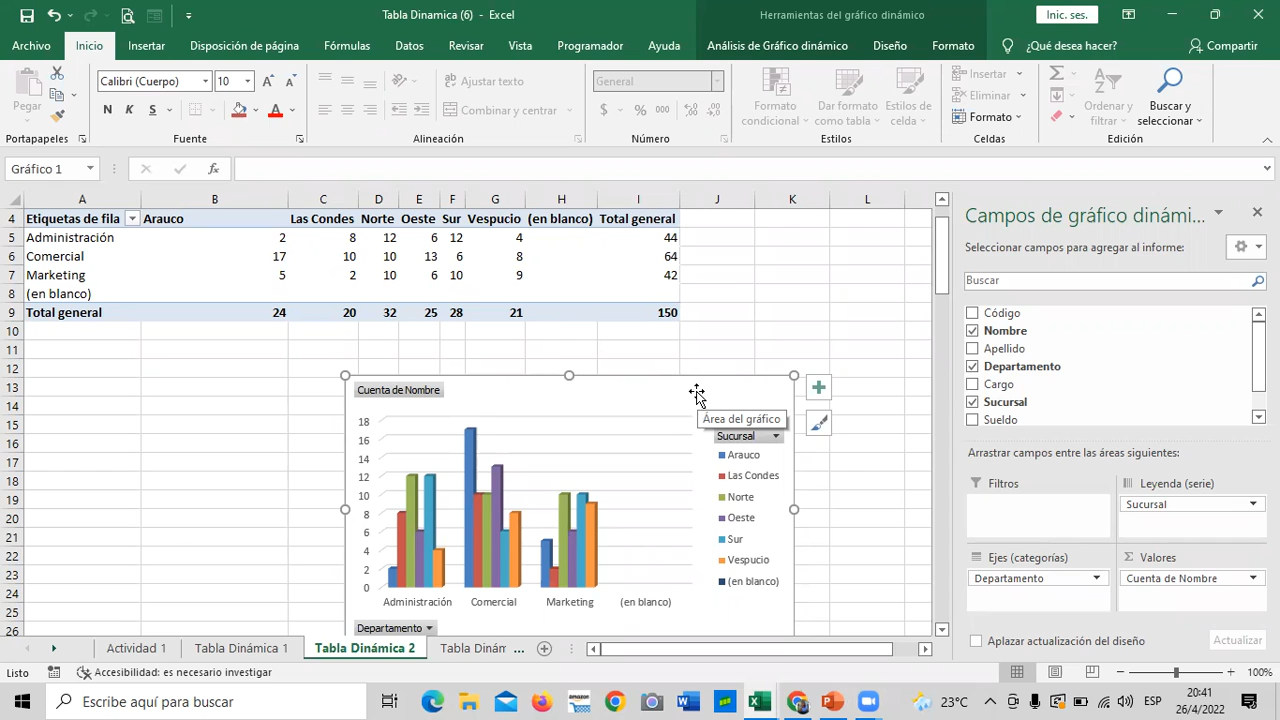 Tabla Dinamica (6) - Excel
Herramientas del gráfico dinámico
Inic. ses.
Archivo Inicio Insertar Disposición de página Fórmulas Datos Revisar Vista Programador Ayuda Análisis de Gráfico dinámico Diseño Formato ¿Qué desea hacer? Compartir
Pegar
Calibri (Cuerpo) 10
N K S
Ajustar texto
Combinar y centrar
General
$ % 000
Formato condicional
Dar formato como tabla
Estilos de celda
Insertar
Eliminar
Formato
Ordenar y filtrar
Buscar y seleccionar
Portapapeles Fuente Alineación Número Estilos Celdas Edición
Gráfico 1 fx
A B C D E F G H I J K L
4 Etiquetas de fila Arauco Las Condes Norte Oeste Sur Vespucio (en blanco) Total general
5 Administración 2 8 12 6 12 4 44
6 Comercial 17 10 10 13 6 8 64
7 Marketing 5 2 10 6 10 9 42
8 (en blanco)
9 Total general 24 20 32 25 28 21 150
10
11
12
13
14
15
16
17
18
19
20
21
22
23
24
25
26
Cuenta de Nombre
Área del gráfico
18
16
14
12
10
8
6
4
2
0
Administración Comercial Marketing (en blanco)
Departamento
Sucursal
Arauco
Las Condes
Norte
Oeste
Sur
Vespucio
(en blanco)
Campos de gráfico dinámi...
Seleccionar campos para agregar al informe:
Buscar
Código
Nombre
Apellido
Departamento
Cargo
Sucursal
Sueldo
Arrastrar campos entre las áreas siguientes:
Filtros Leyenda (serie)
Sucursal
Ejes (categorías) Valores
Departamento Cuenta de Nombre
Aplazar actualización del diseño Actualizar
Actividad 1 Tabla Dinámica 1 Tabla Dinámica 2 Tabla Dinám ...
Listo Accesibilidad: es necesario investigar 100%
Escribe aquí para buscar
23°C
ESP
20:41
26/4/2022